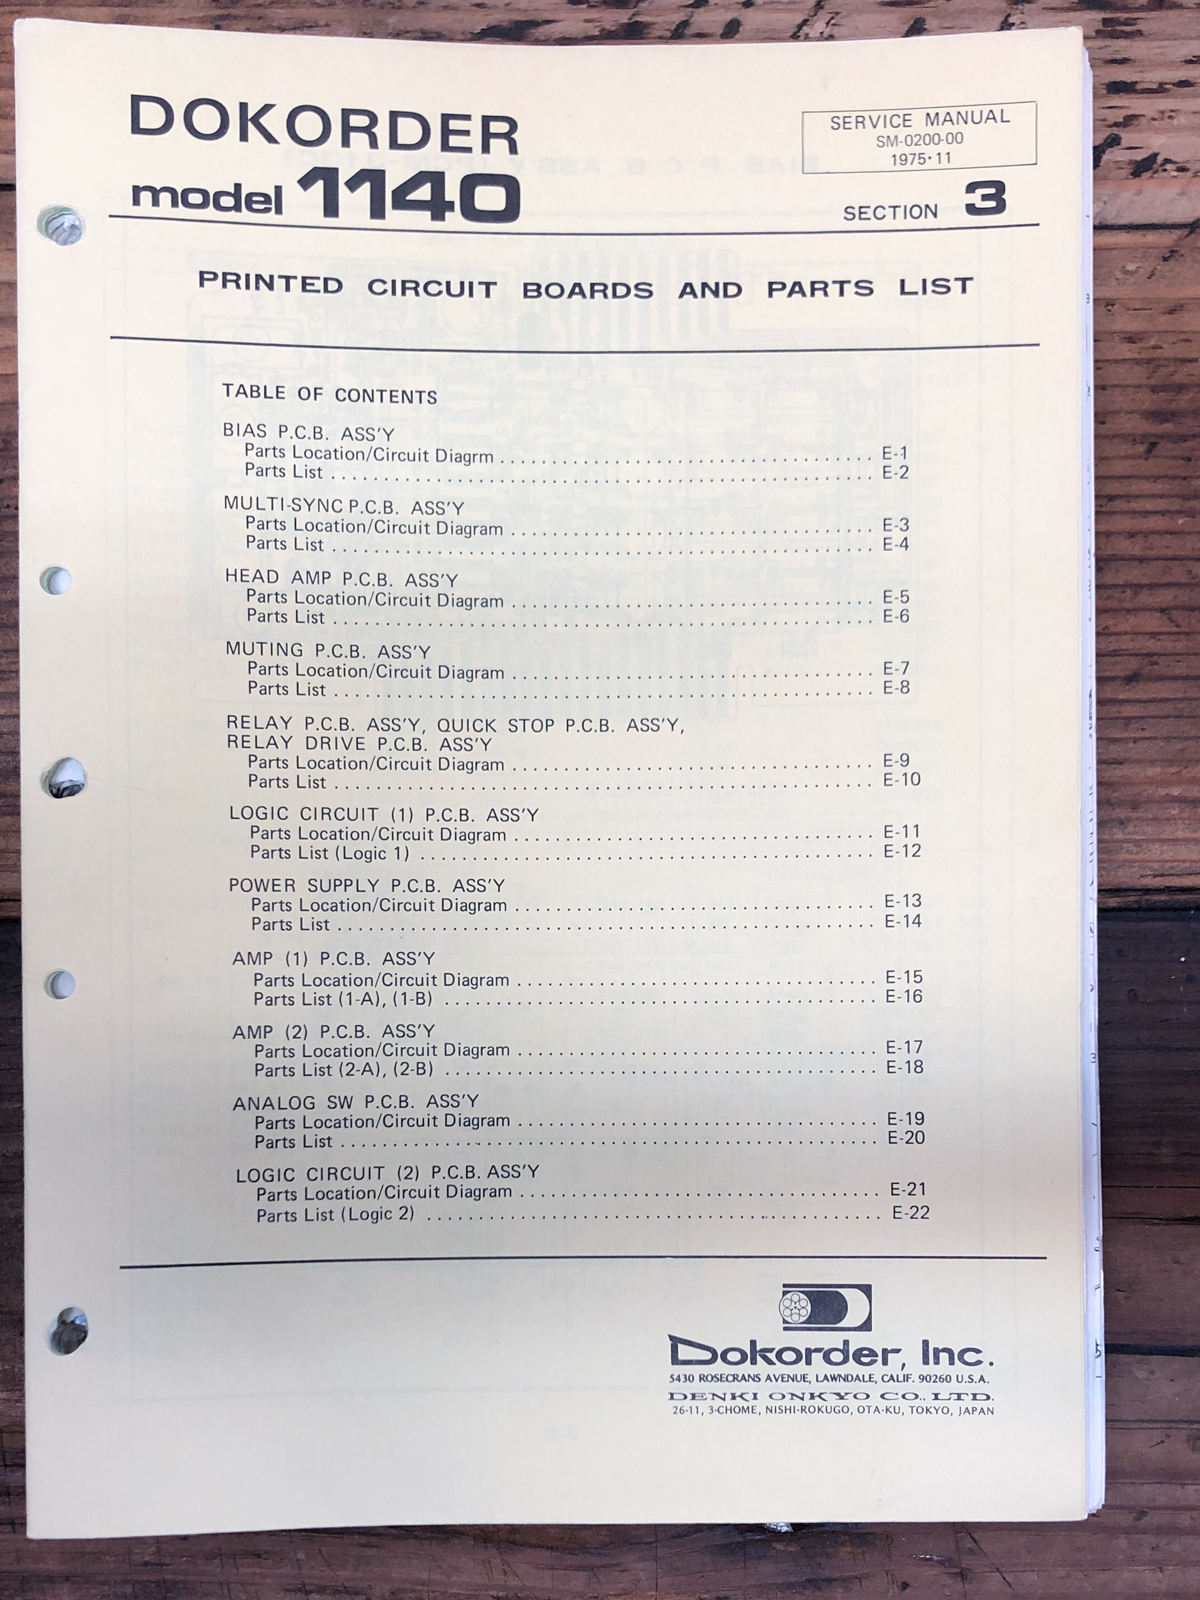 DOKORDER
model 1140
SERVICE MANUAL
SM-0200-00
1975·11
SECTION 3
PRINTED CIRCUIT BOARDS AND PARTS LIST
TABLE OF CONTENTS
BIAS P.C.B. ASS'Y
Parts Location/Circuit Diagrm ........................................ E-1
Parts List ........................................ E-2
MULTI-SYNC P.C.B. ASS'Y
Parts Location/Circuit Diagram ........................................ E-3
Parts List ........................................ E-4
HEAD AMP P.C.B. ASS'Y
Parts Location/Circuit Diagram ........................................ E-5
Parts List ........................................ E-6
MUTING P.C.B. ASS'Y
Parts Location/Circuit Diagram ........................................ E-7
Parts List ........................................ E-8
RELAY P.C.B. ASS'Y, QUICK STOP P.C.B. ASS'Y,
RELAY DRIVE P.C.B. ASS'Y
Parts Location/Circuit Diagram ........................................ E-9
Parts List ........................................ E-10
LOGIC CIRCUIT (1) P.C.B. ASS'Y
Parts Location/Circuit Diagram ........................................ E-11
Parts List (Logic 1) ........................................ E-12
POWER SUPPLY P.C.B. ASS'Y
Parts Location/Circuit Diagram ........................................ E-13
Parts List ........................................ E-14
AMP (1) P.C.B. ASS'Y
Parts Location/Circuit Diagram ........................................ E-15
Parts List (1-A), (1-B) ........................................ E-16
AMP (2) P.C.B. ASS'Y
Parts Location/Circuit Diagram ........................................ E-17
Parts List (2-A), (2-B) ........................................ E-18
ANALOG SW P.C.B. ASS'Y
Parts Location/Circuit Diagram ........................................ E-19
Parts List ........................................ E-20
LOGIC CIRCUIT (2) P.C.B. ASS'Y
Parts Location/Circuit Diagram ........................................ E-21
Parts List (Logic 2) ........................................ E-22
Dokorder, Inc.
5430 ROSECRANS AVENUE, LAWNDALE, CALIF. 90260 U.S.A.
DENKI ONKYO CO., LTD.
26-11, 3-CHOME, NISHI-ROKUGO, OTA-KU, TOKYO, JAPAN